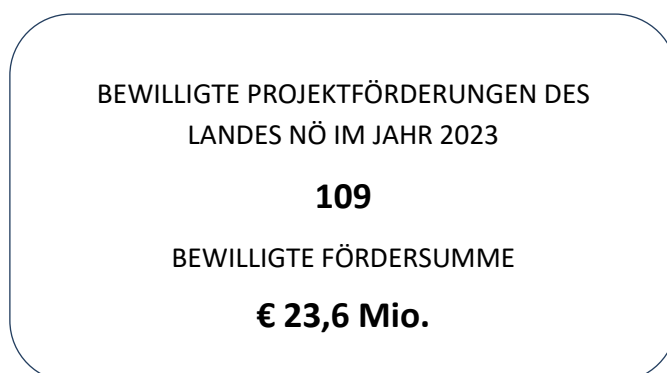 BEWILLIGTE PROJEKTFÖRDERUNGEN DES
LANDES NÖ IM JAHR 2023
109
BEWILLIGTE FÖRDERSUMME
€ 23,6 Mio.